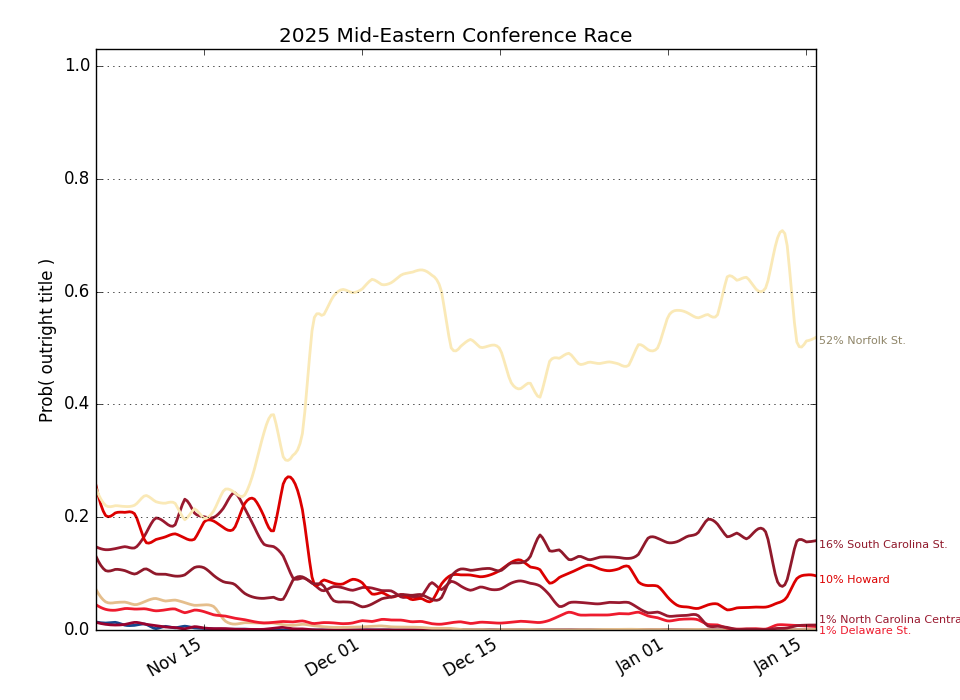 2025 Mid-Eastern Conference Race
Prob( outright title )
1.0
0.8
0.6
0.4
0.2
0.0
Nov 15
Dec 01
Dec 15
Jan 01
Jan 15
52% Norfolk St.
16% South Carolina St.
10% Howard
1% North Carolina Centra
1% Delaware St.